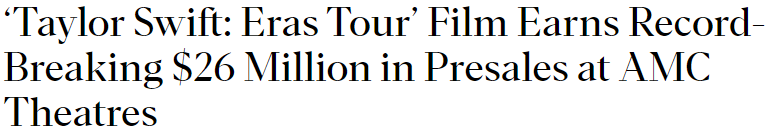 ‘Taylor Swift: Eras Tour’ Film Earns Record-
Breaking $26 Million in Presales at AMC
Theatres